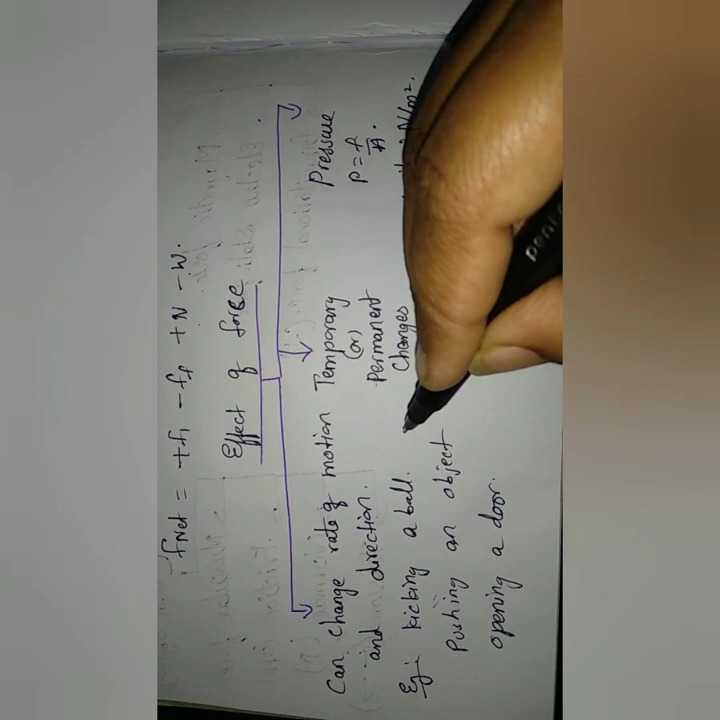 fNet = +f1 - ff + N - W.
Effect of force
Can change rate of motion
and direction.
Eg: kicking a ball.
Pushing an object
opening a door.
Temporary
(or)
Permanent
Changes
Pressure
P = f/A.
N/m².
pent